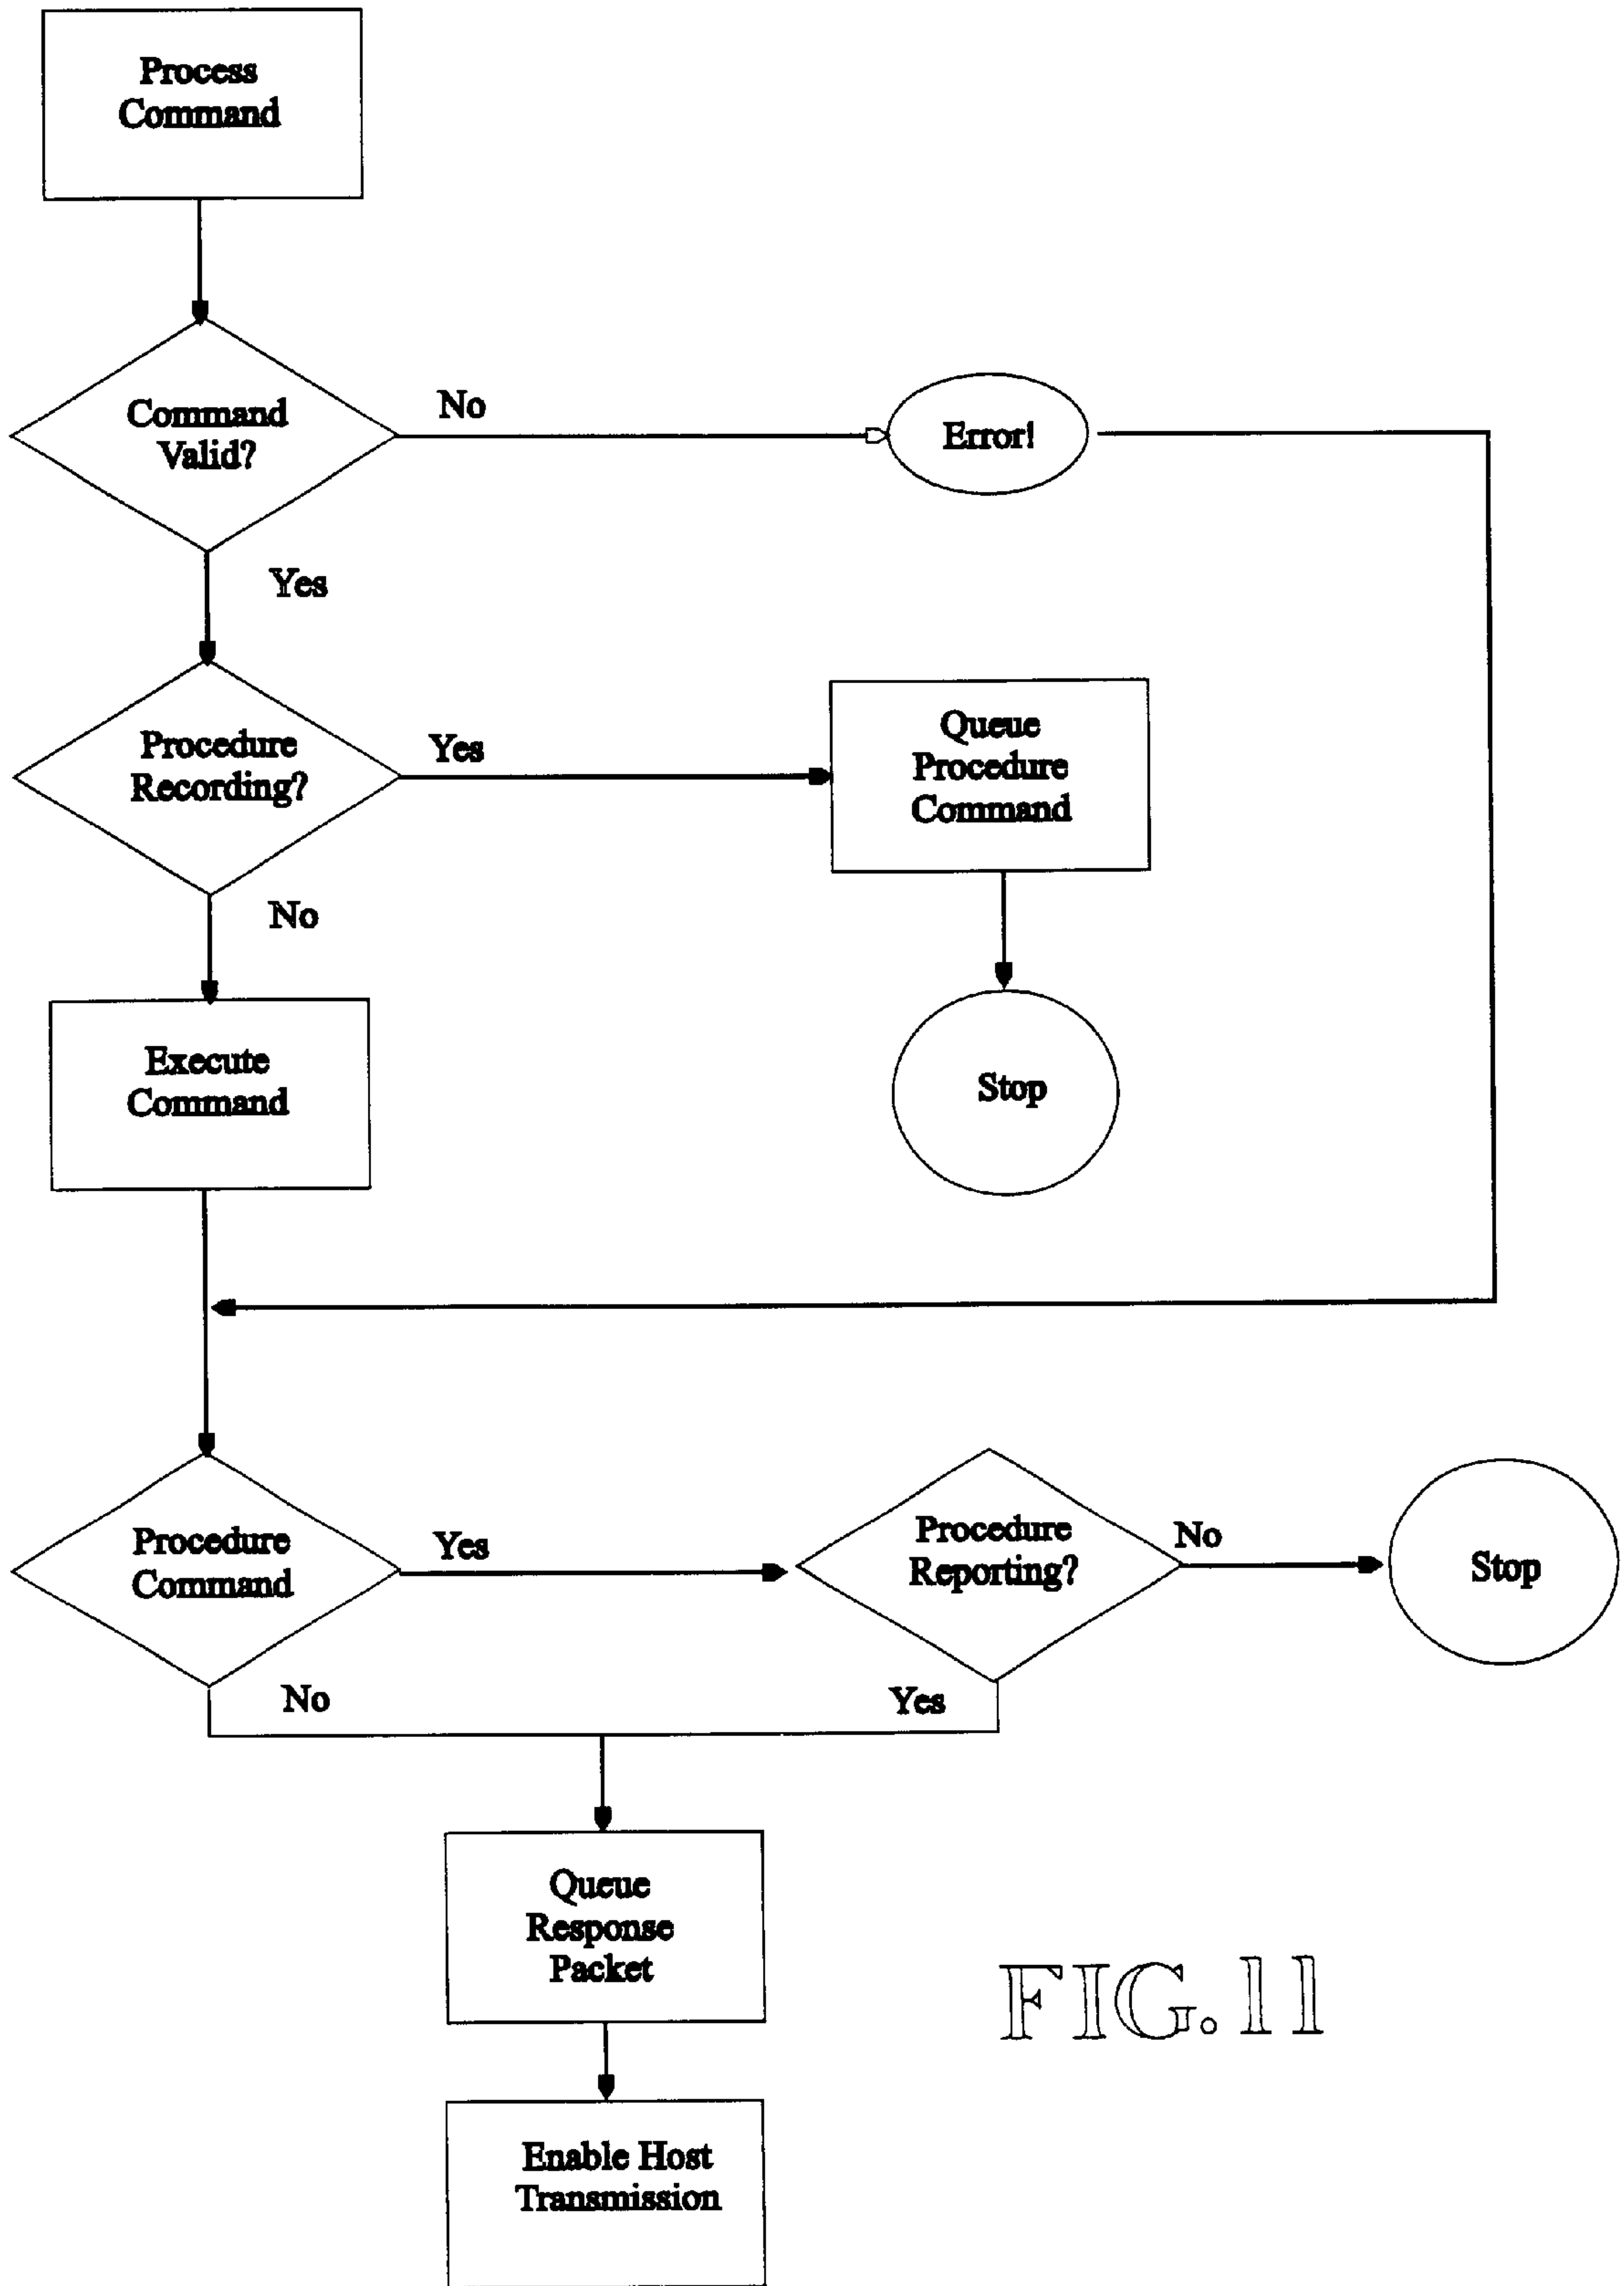 Process
Command
Command
Valid?
No
Error!
Yes
Procedure
Recording?
Yes
Queue
Procedure
Command
No
Execute
Command
Stop
Procedure
Command
Yes
Procedure
Reporting?
No
Stop
No
Yes
Queue
Response
Packet
FIG. 11
Enable Host
Transmission